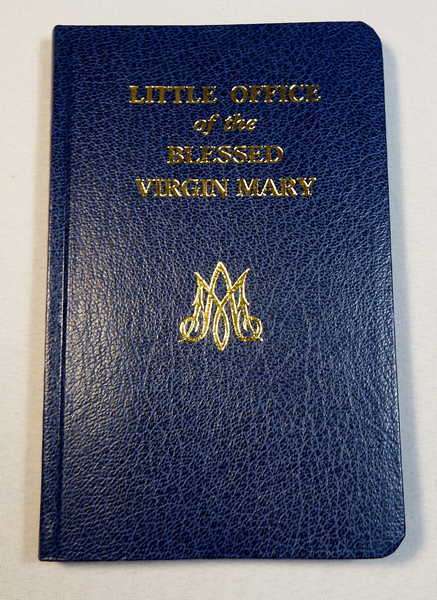 LITTLE OFFICE
of the
BLESSED
VIRGIN MARY